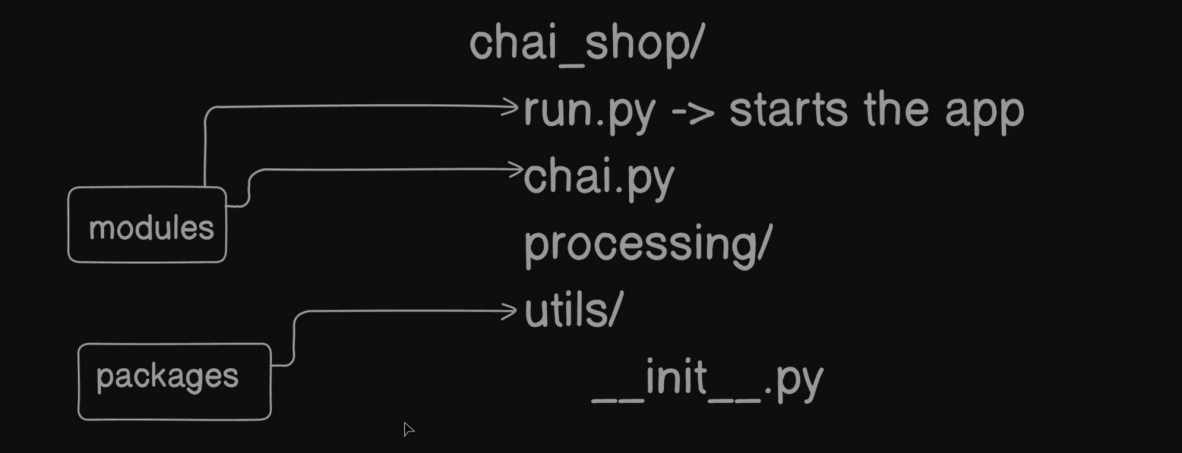 chai_shop/
run.py -> starts the app
chai.py
modules
processing/
utils/
packages
__init__.py